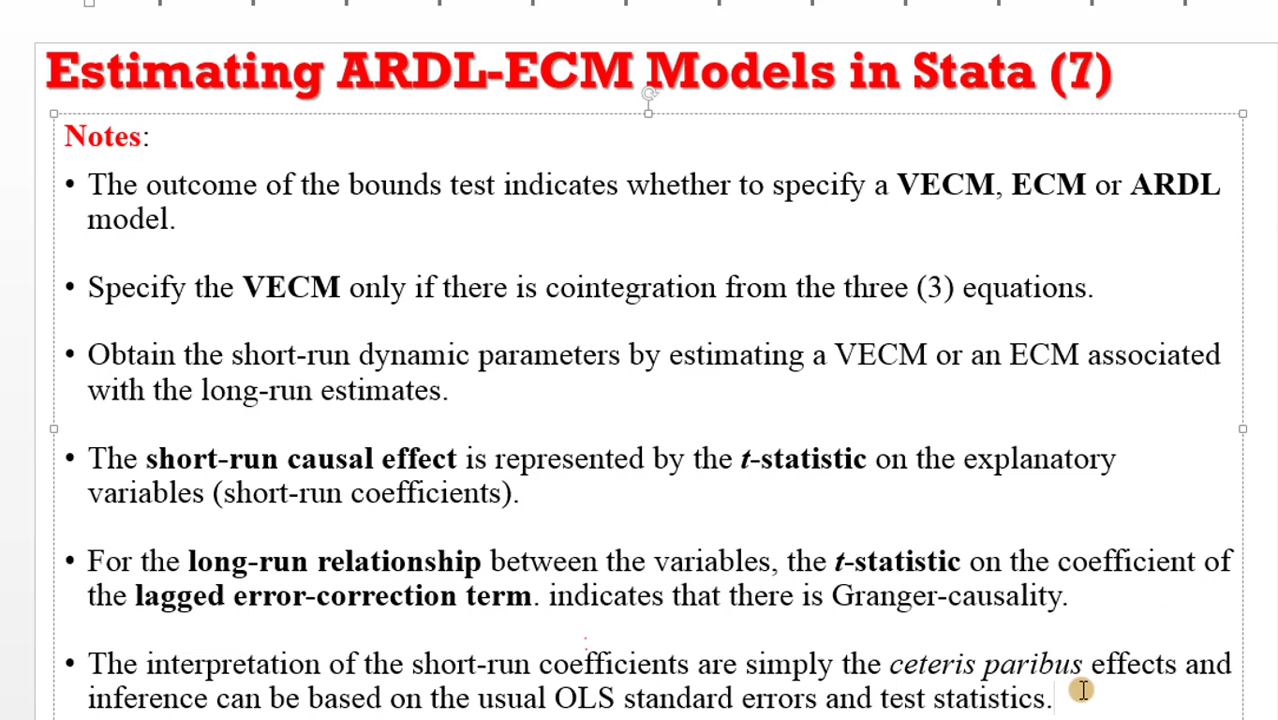 Estimating ARDL-ECM Models in Stata (7)
Notes:
• The outcome of the bounds test indicates whether to specify a VECM, ECM or ARDL
model.
• Specify the VECM only if there is cointegration from the three (3) equations.
• Obtain the short-run dynamic parameters by estimating a VECM or an ECM associated
with the long-run estimates.
• The short-run causal effect is represented by the t-statistic on the explanatory
variables (short-run coefficients).
• For the long-run relationship between the variables, the t-statistic on the coefficient of
the lagged error-correction term. indicates that there is Granger-causality.
• The interpretation of the short-run coefficients are simply the ceteris paribus effects and
inference can be based on the usual OLS standard errors and test statistics.